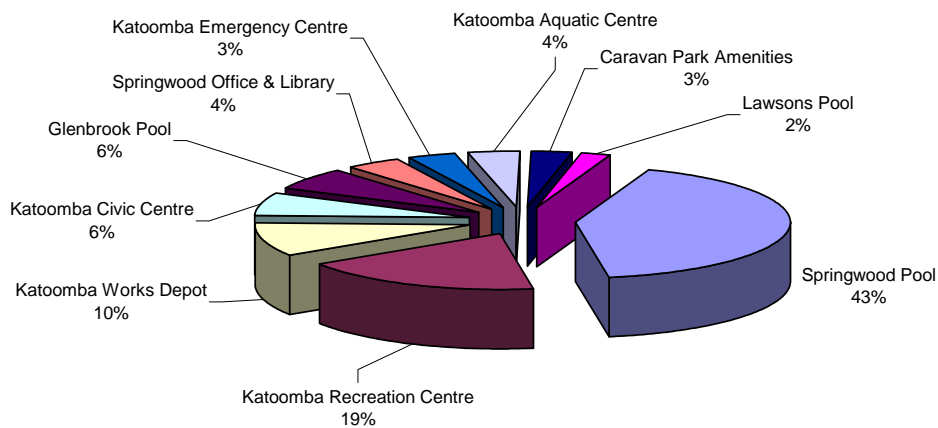 Katoomba Emergency Centre
3%
Katoomba Aquatic Centre
4%
Caravan Park Amenities
3%
Springwood Office & Library
4%
Lawsons Pool
2%
Glenbrook Pool
6%
Katoomba Civic Centre
6%
Springwood Pool
43%
Katoomba Works Depot
10%
Katoomba Recreation Centre
19%